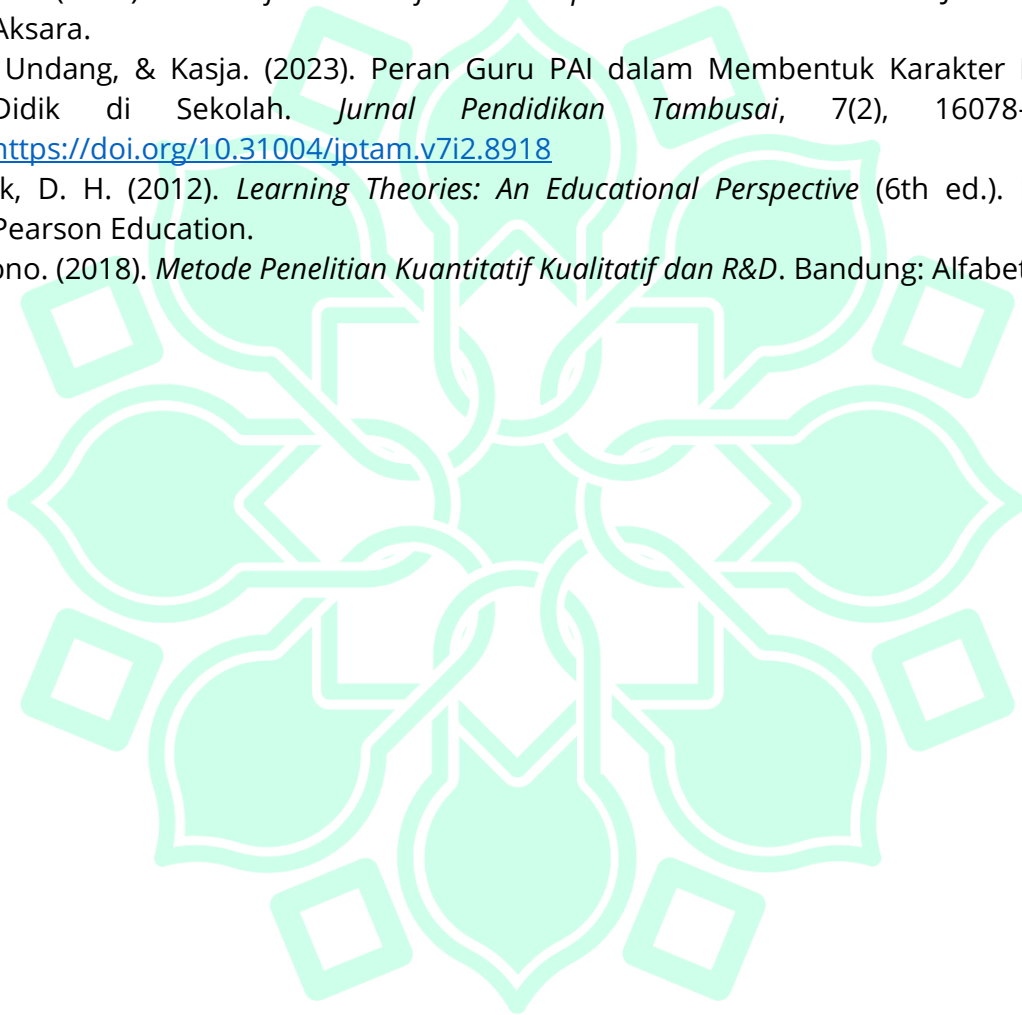 Aksara.
Undang, & Kasja. (2023). Peran Guru PAI dalam Membentuk Karakter
Didik di Sekolah. Jurnal Pendidikan Tambusai, 7(2), 16078-
https://doi.org/10.31004/jptam.v7i2.8918
k, D. H. (2012). Learning Theories: An Educational Perspective (6th ed.).
Pearson Education.
ono. (2018). Metode Penelitian Kuantitatif Kualitatif dan R&D. Bandung: Alfabet